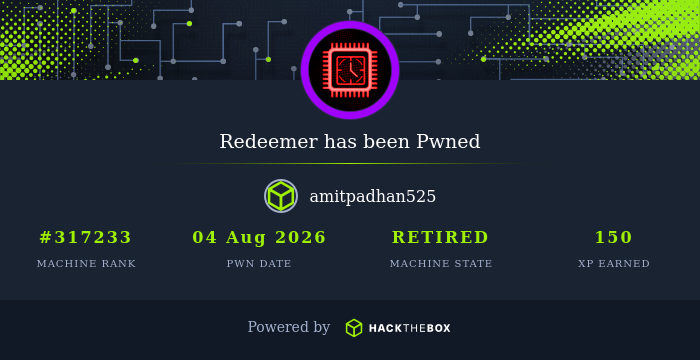 Redeemer has been Pwned
amitpadhan525
#317233 04 Aug 2026 RETIRED 150
MACHINE RANK PWN DATE MACHINE STATE XP EARNED
Powered by HACKTHEBOX